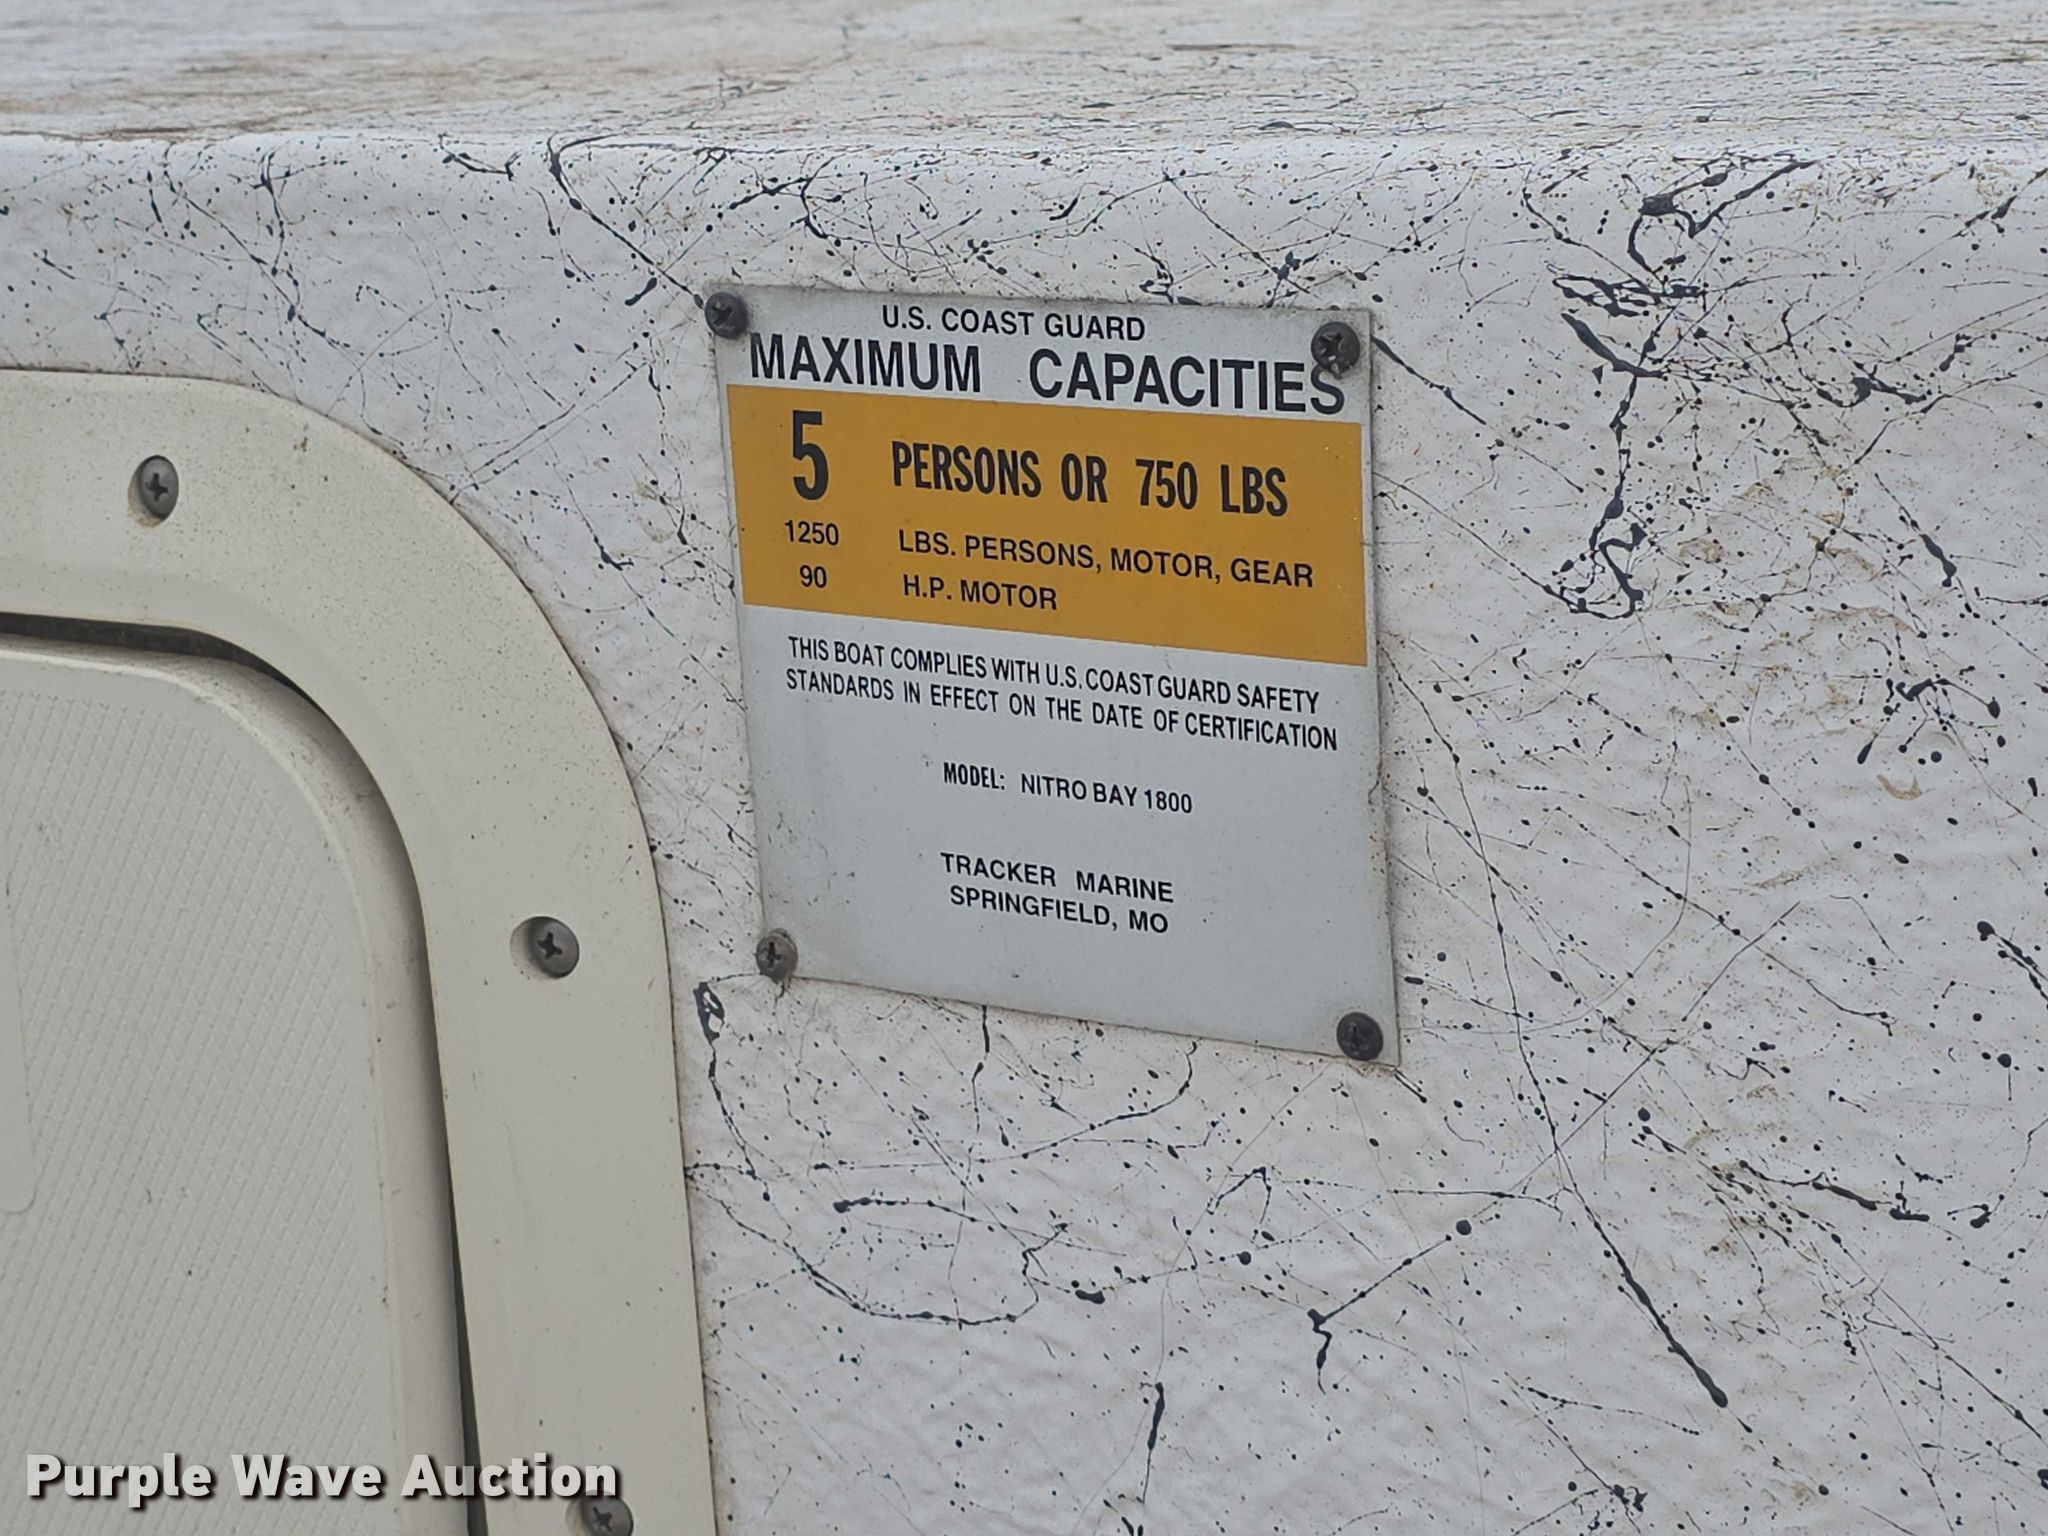 U.S. COAST GUARD
MAXIMUM CAPACITIES
5 PERSONS OR 750 LBS
1250 LBS. PERSONS, MOTOR, GEAR
90 H.P. MOTOR
THIS BOAT COMPLIES WITH U.S. COAST GUARD SAFETY
STANDARDS IN EFFECT ON THE DATE OF CERTIFICATION
MODEL: NITRO BAY 1800
TRACKER MARINE
SPRINGFIELD, MO
Purple Wave Auction